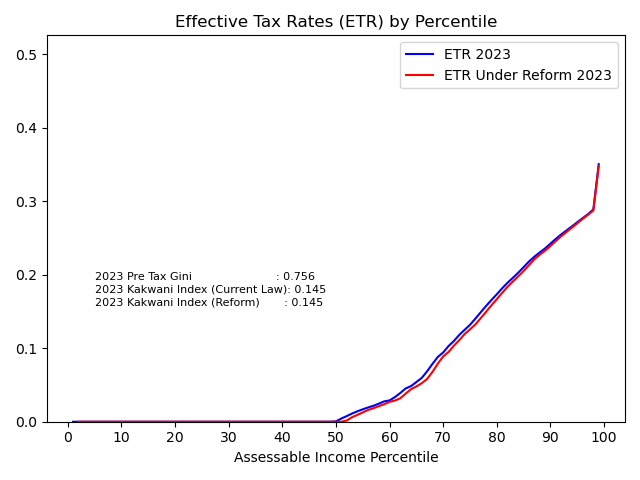 Effective Tax Rates (ETR) by Percentile
ETR 2023
ETR Under Reform 2023
0.5
0.4
0.3
0.2
0.1
0.0
2023 Pre Tax Gini : 0.756
2023 Kakwani Index (Current Law): 0.145
2023 Kakwani Index (Reform) : 0.145
0 10 20 30 40 50 60 70 80 90 100
Assessable Income Percentile